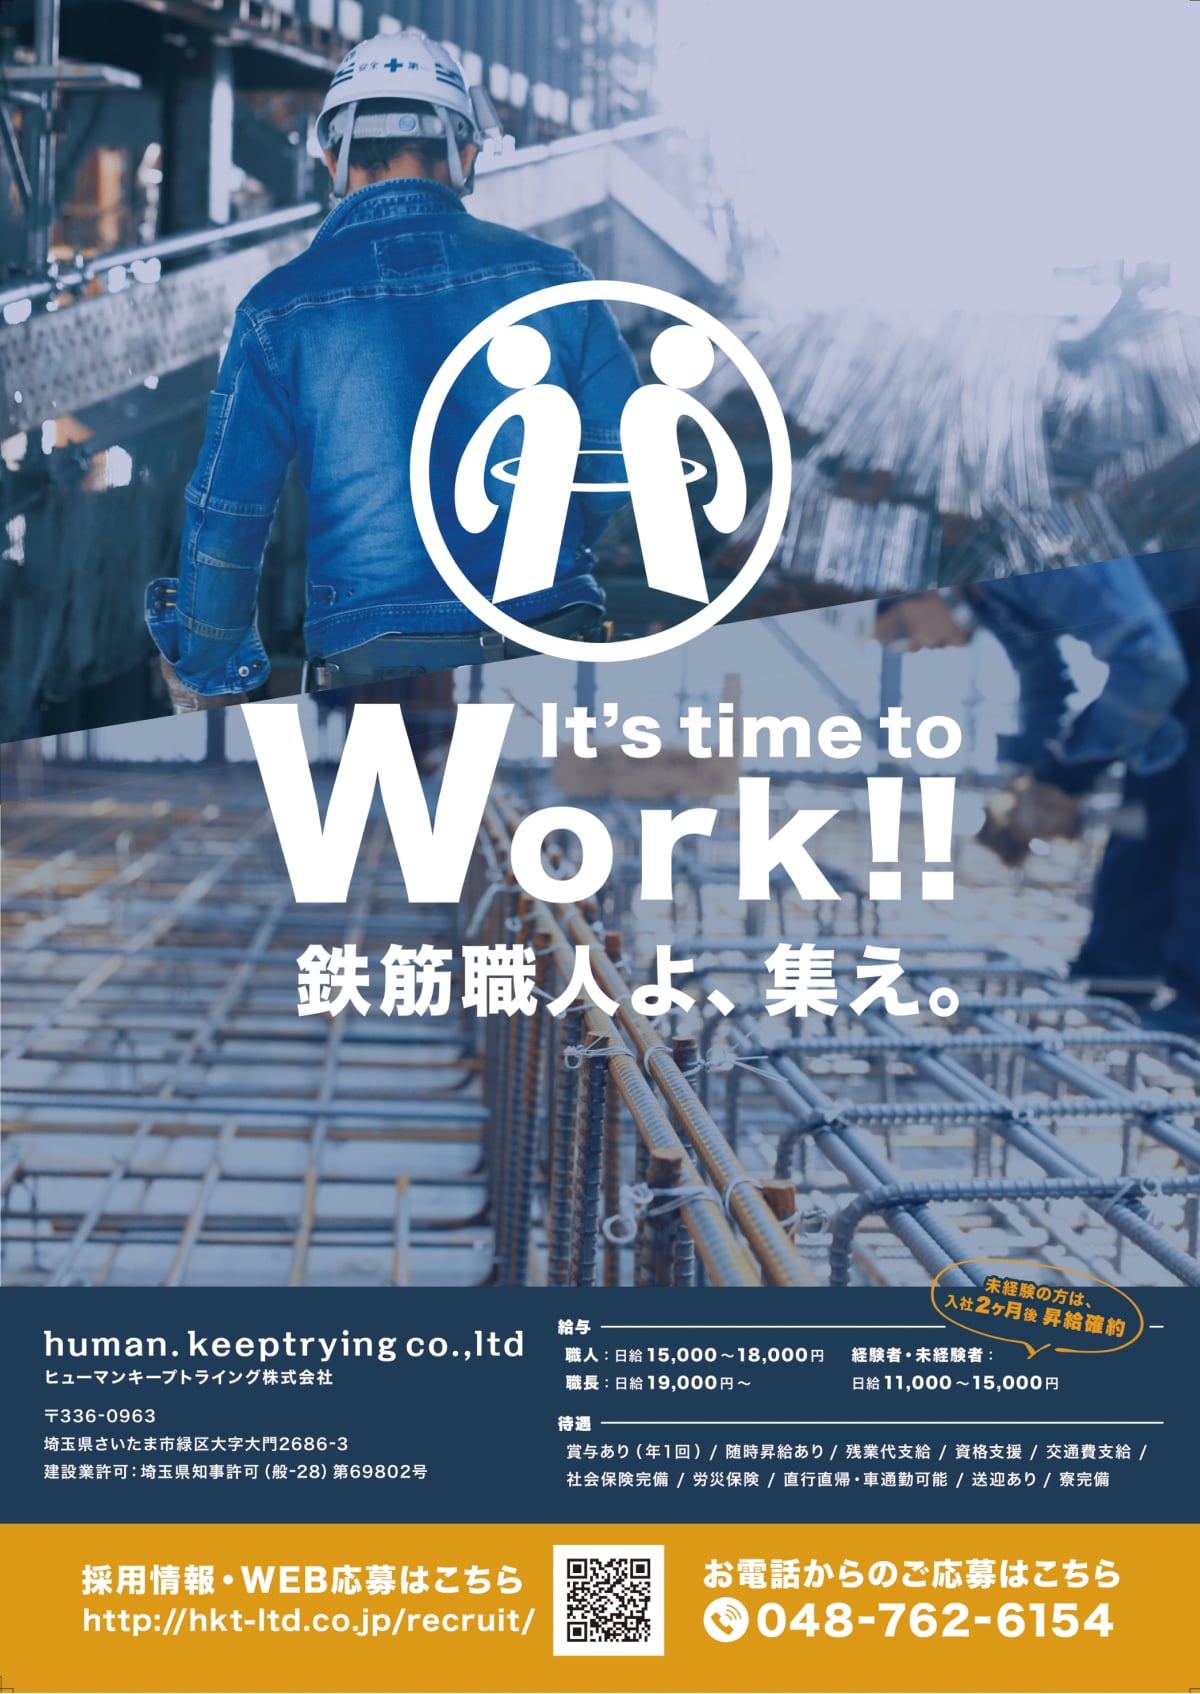 安全 第一
It's time to
Work!!
鉄筋職人よ、集え。
未経験の方は、
入社2ヶ月後 昇給確約
human.keeptrying co.,ltd
ヒューマンキープトライング株式会社
〒336-0963
埼玉県さいたま市緑区大字大門2686-3
建設業許可:埼玉県知事許可(般-28)第69802号
給与
職人:日給15,000~18,000円
職長:日給19,000円~
経験者・未経験者:
日給11,000~15,000円
待遇
賞与あり(年1回) / 随時昇給あり / 残業代支給 / 資格支援 / 交通費支給 /
社会保険完備 / 労災保険 / 直行直帰・車通勤可能 / 送迎あり / 寮完備
採用情報・WEB応募はこちら
http://hkt-ltd.co.jp/recruit/
お電話からのご応募はこちら
048-762-6154